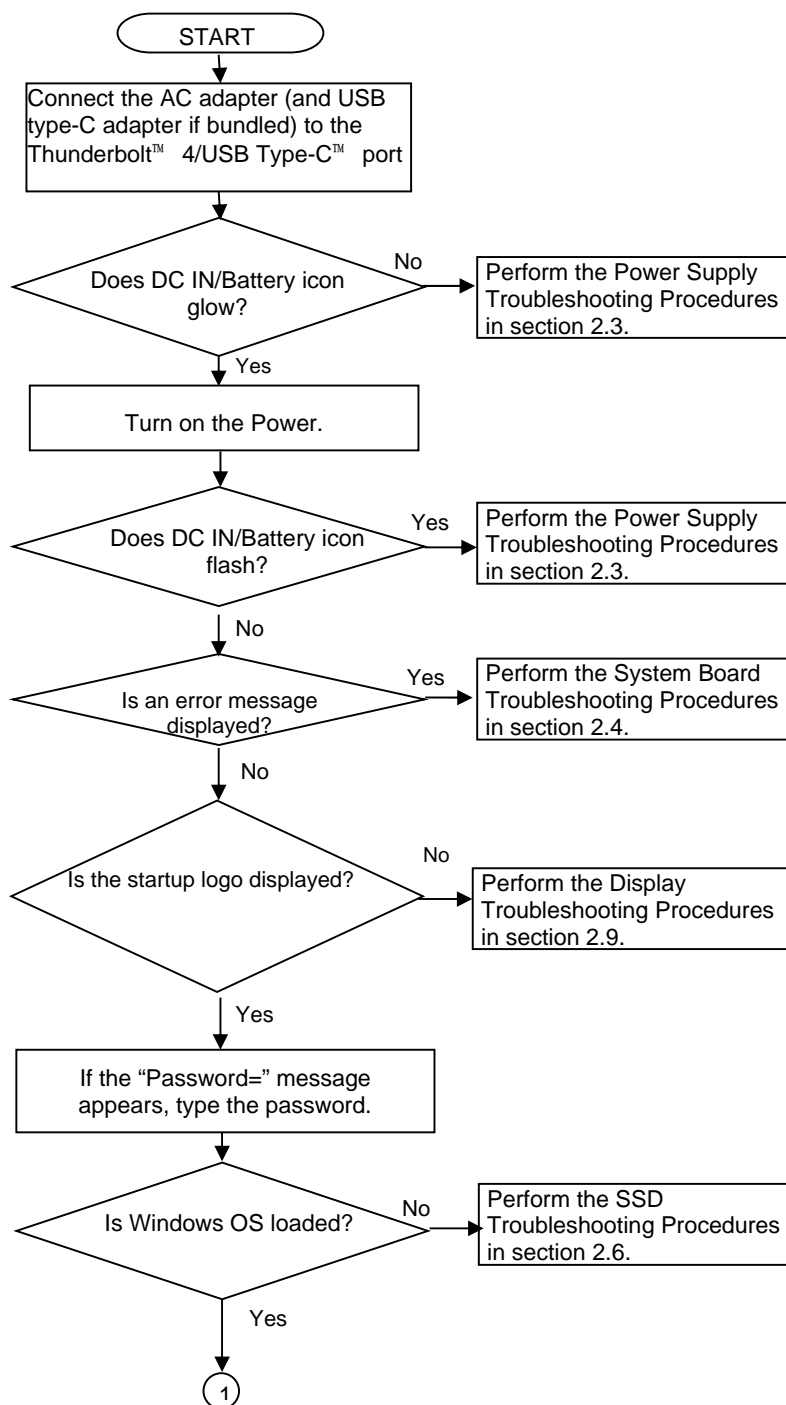 START
Connect the AC adapter (and USB
type-C adapter if bundled) to the
Thunderbolt™ 4/USB Type-C™ port
Does DC IN/Battery icon
glow?
No
Perform the Power Supply
Troubleshooting Procedures
in section 2.3.
Yes
Turn on the Power.
Does DC IN/Battery icon
flash?
Yes
Perform the Power Supply
Troubleshooting Procedures
in section 2.3.
No
Is an error message
displayed?
Yes
Perform the System Board
Troubleshooting Procedures
in section 2.4.
No
Is the startup logo displayed?
No
Perform the Display
Troubleshooting Procedures
in section 2.9.
Yes
If the “Password=” message
appears, type the password.
Is Windows OS loaded?
No
Perform the SSD
Troubleshooting Procedures
in section 2.6.
Yes
1